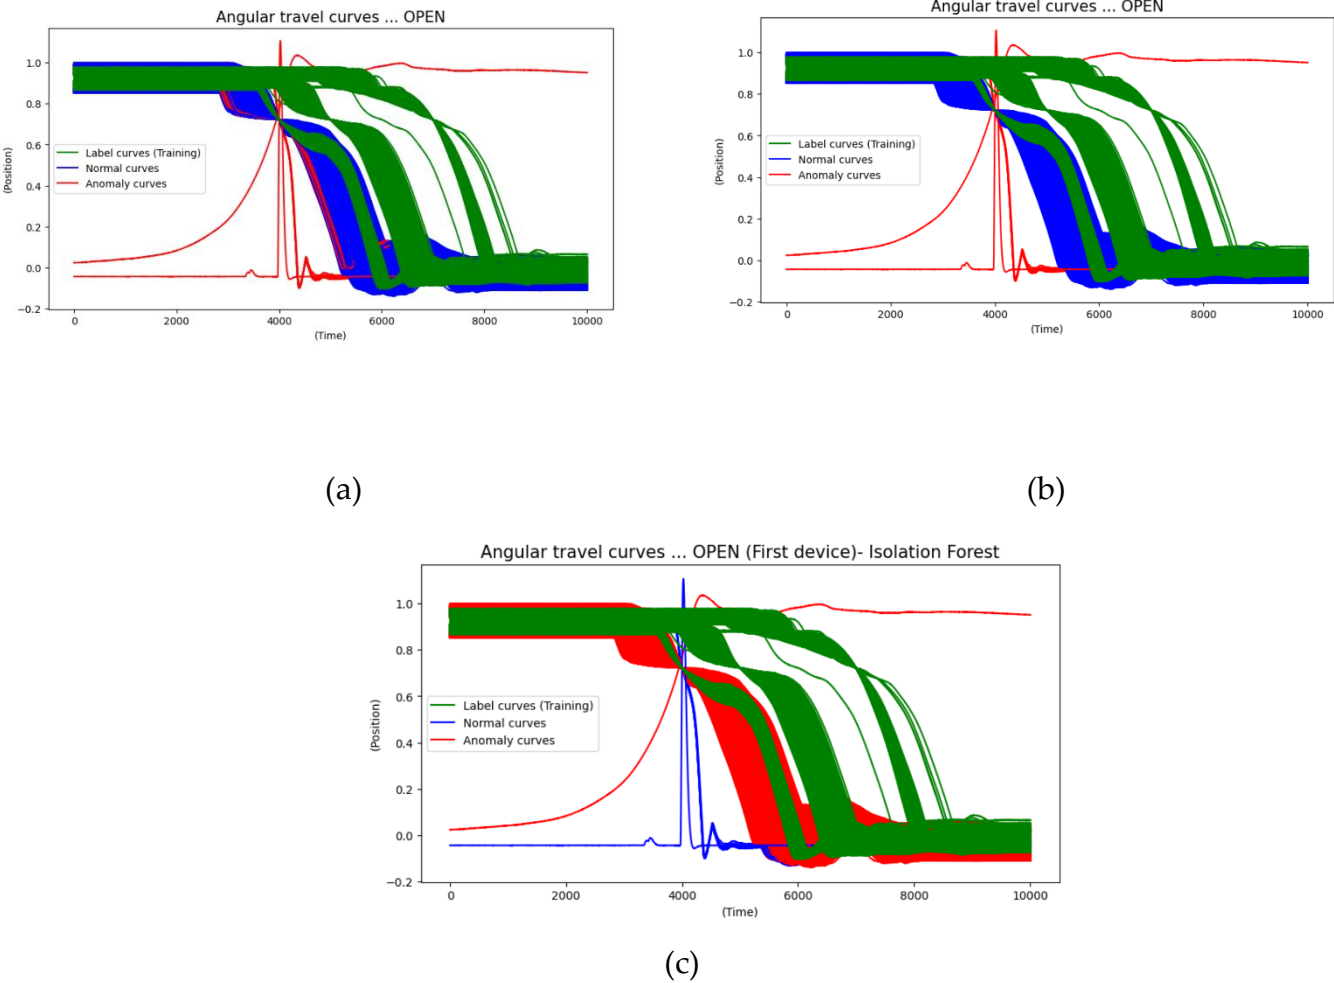 Angular travel curves ... OPEN
1.0
0.8
0.6
0.4
0.2
0.0
−0.2
(Position)
Label curves (Training)
Normal curves
Anomaly curves
0 2000 4000 6000 8000 10000
(Time)
(a)
Angular travel curves ... OPEN
1.0
0.8
0.6
0.4
0.2
0.0
−0.2
(Position)
Label curves (Training)
Normal curves
Anomaly curves
0 2000 4000 6000 8000 10000
(Time)
(b)
Angular travel curves ... OPEN (First device)- Isolation Forest
1.0
0.8
0.6
0.4
0.2
0.0
−0.2
(Position)
Label curves (Training)
Normal curves
Anomaly curves
0 2000 4000 6000 8000 10000
(Time)
(c)